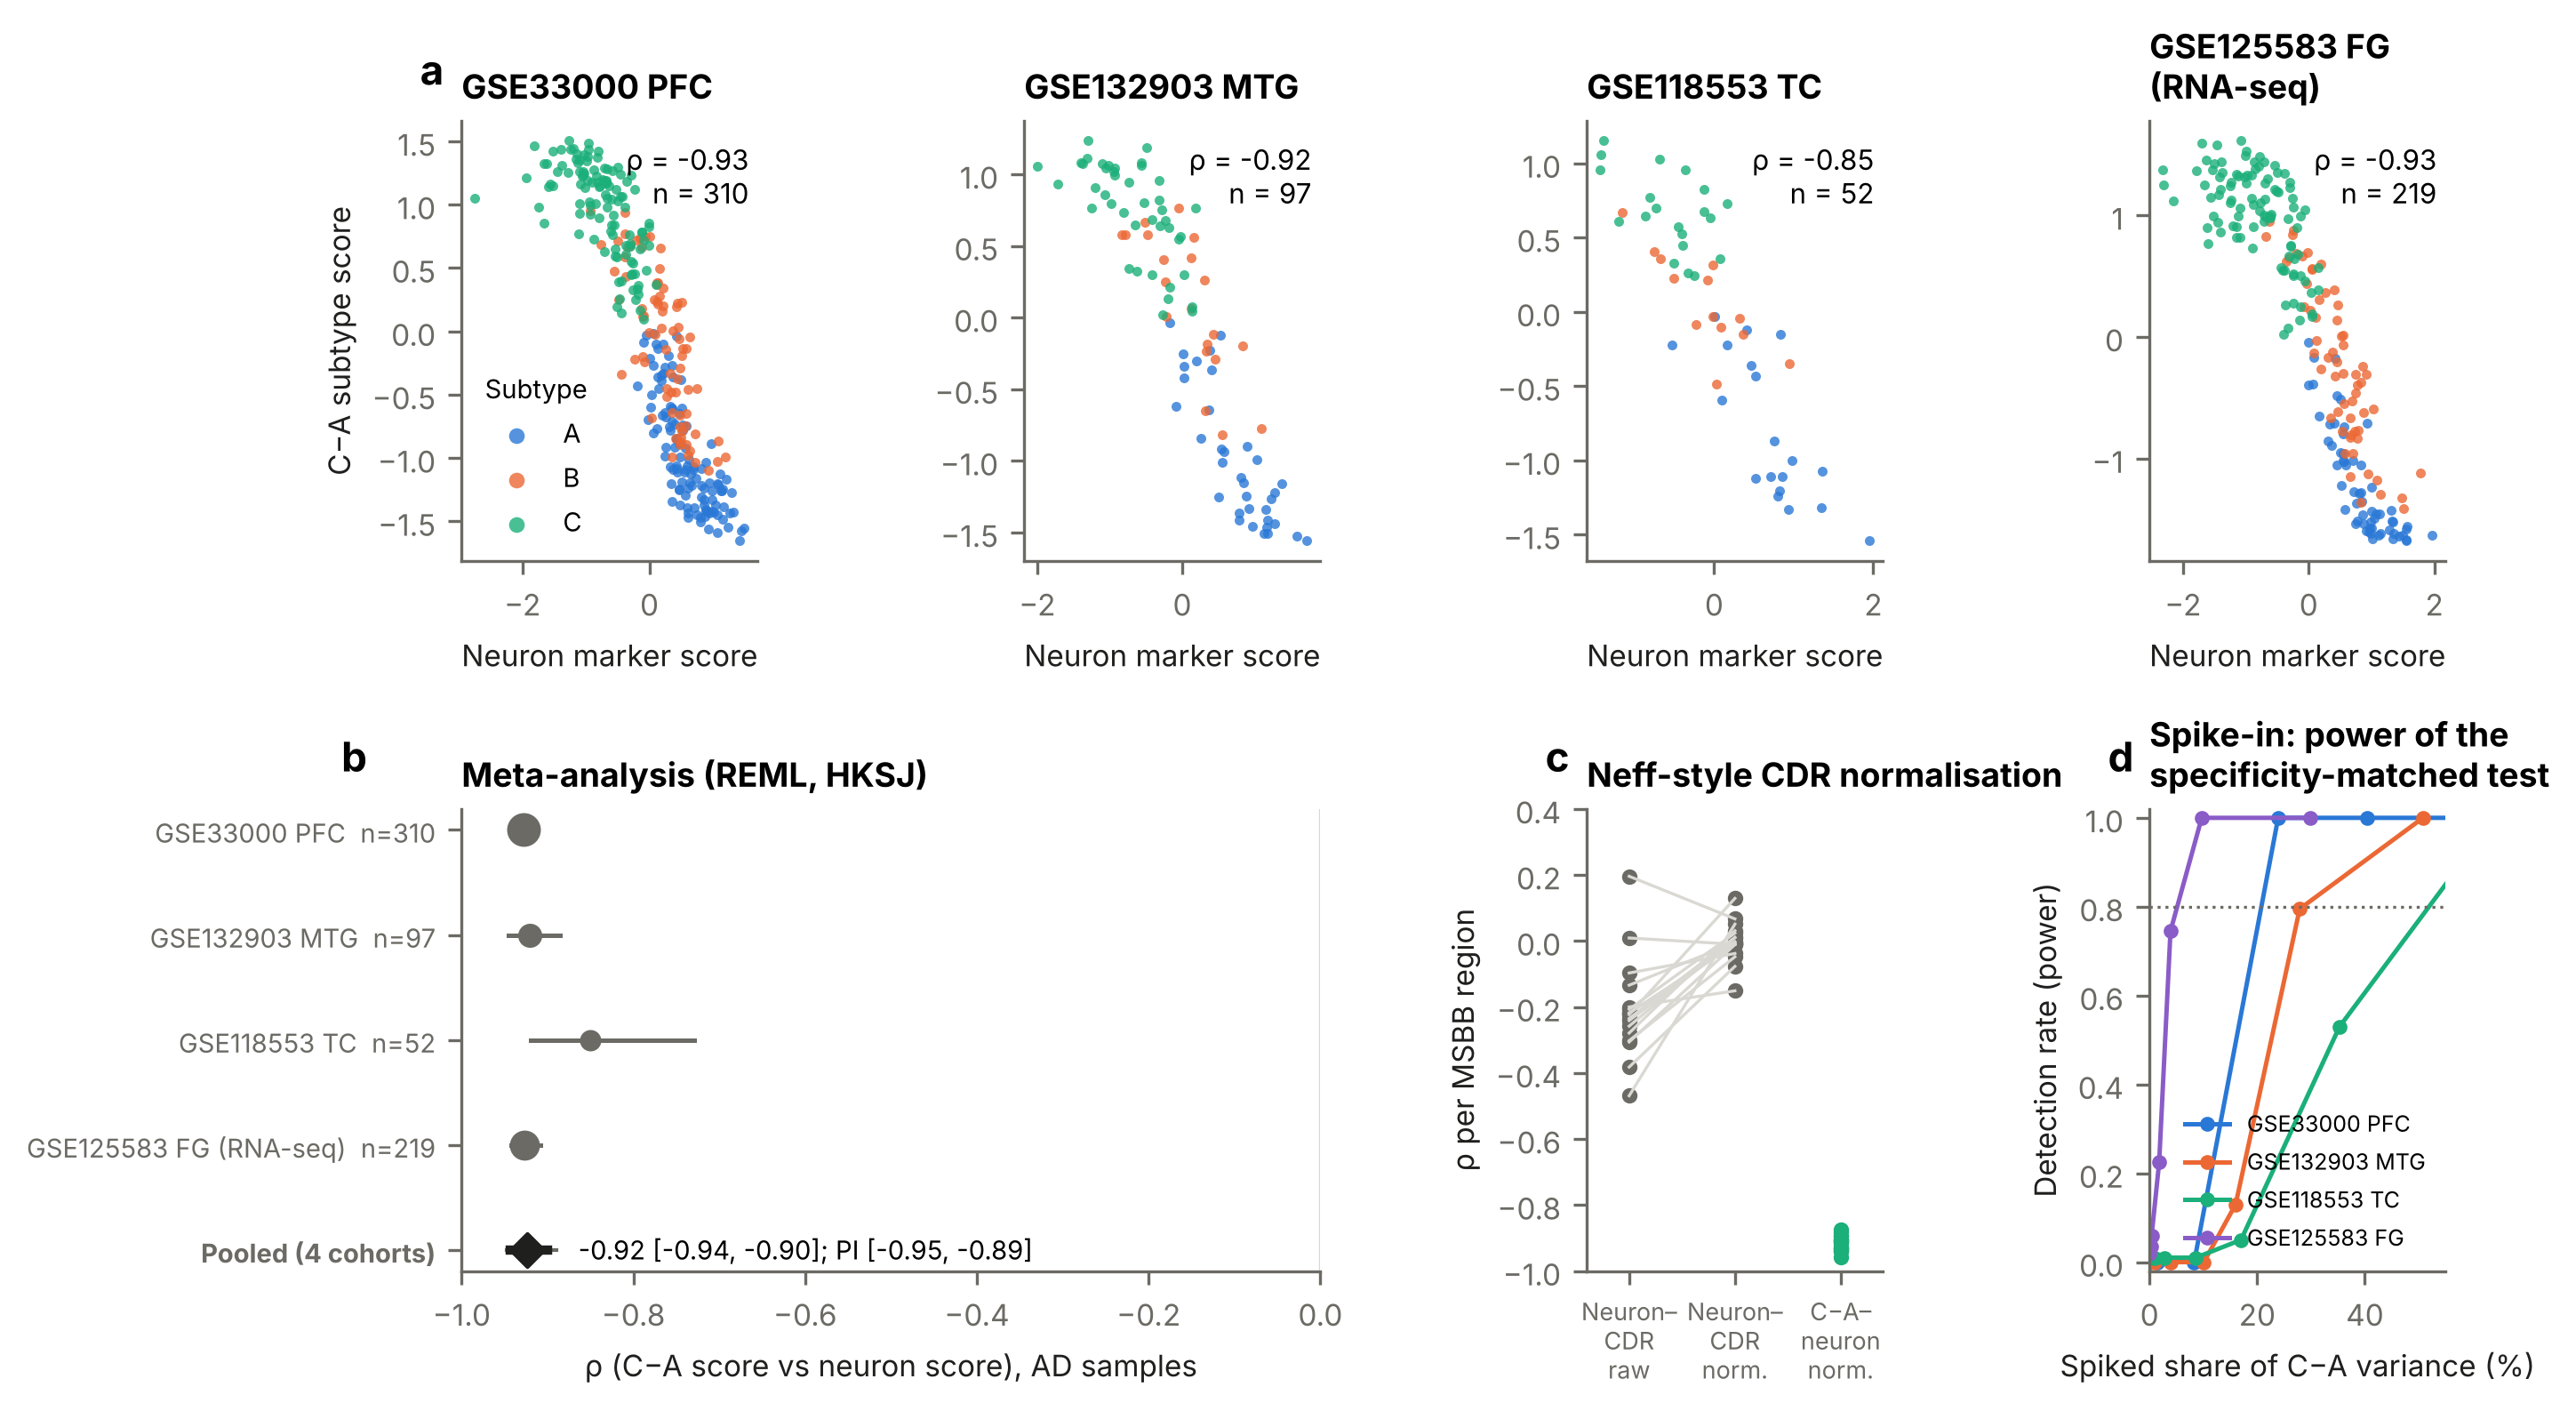 a
GSE33000 PFC
GSE132903 MTG
GSE118553 TC
GSE125583 FG
(RNA-seq)
C−A subtype score
1.5
1.0
0.5
0.0
−0.5
−1.0
−1.5
ρ = -0.93
n = 310
Subtype
A
B
C
−2
0
Neuron marker score
1.0
0.5
0.0
−0.5
−1.0
−1.5
ρ = -0.92
n = 97
−2
0
Neuron marker score
1.0
0.5
0.0
−0.5
−1.0
−1.5
ρ = -0.85
n = 52
0
2
Neuron marker score
1
0
−1
ρ = -0.93
n = 219
−2
0
2
Neuron marker score
b
Meta-analysis (REML, HKSJ)
GSE33000 PFC n=310
GSE132903 MTG n=97
GSE118553 TC n=52
GSE125583 FG (RNA-seq) n=219
Pooled (4 cohorts)
-0.92 [-0.94, -0.90]; PI [-0.95, -0.89]
−1.0
−0.8
−0.6
−0.4
−0.2
0.0
ρ (C−A score vs neuron score), AD samples
c
Neff-style CDR normalisation
ρ per MSBB region
0.4
0.2
0.0
−0.2
−0.4
−0.6
−0.8
−1.0
Neuron–
CDR
raw
Neuron–
CDR
norm.
C−A–
neuron
norm.
d
Spike-in: power of the
specificity-matched test
Detection rate (power)
1.0
0.8
0.6
0.4
0.2
0.0
GSE33000 PFC
GSE132903 MTG
GSE118553 TC
GSE125583 FG
0
20
40
Spiked share of C−A variance (%)